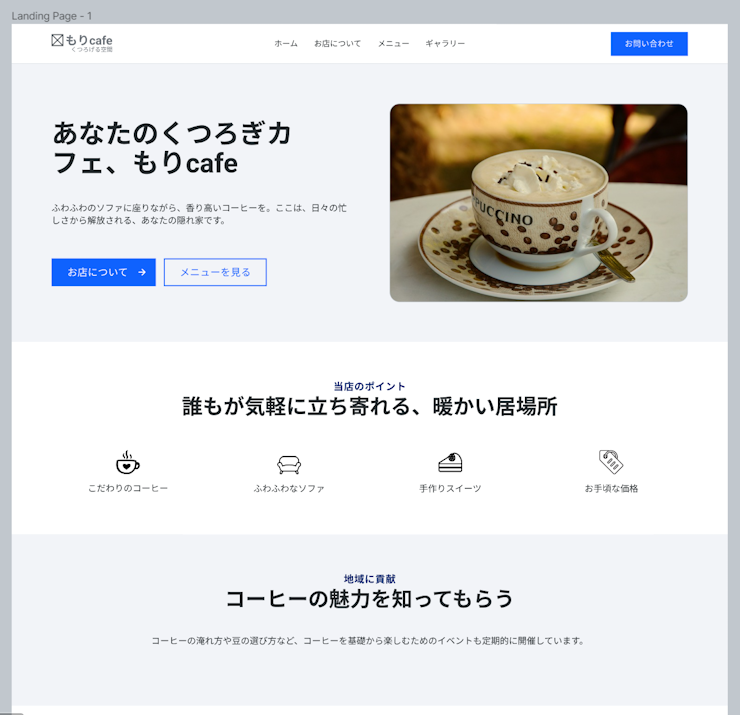 Landing Page - 1
もりcafe
くつろげる空間
ホーム お店について メニュー ギャラリー
お問い合わせ
あなたのくつろぎカ
フェ、もりcafe
ふわふわのソファに座りながら、香り高いコーヒーを。ここは、日々の忙
しさから解放される、あなたの隠れ家です。
お店について →
メニューを見る
PUCCINO
当店のポイント
誰もが気軽に立ち寄れる、暖かい居場所
こだわりのコーヒー
ふわふわなソファ
手作りスイーツ
お手頃な価格
地域に貢献
コーヒーの魅力を知ってもらう
コーヒーの淹れ方や豆の選び方など、コーヒーを基礎から楽しむためのイベントも定期的に開催しています。